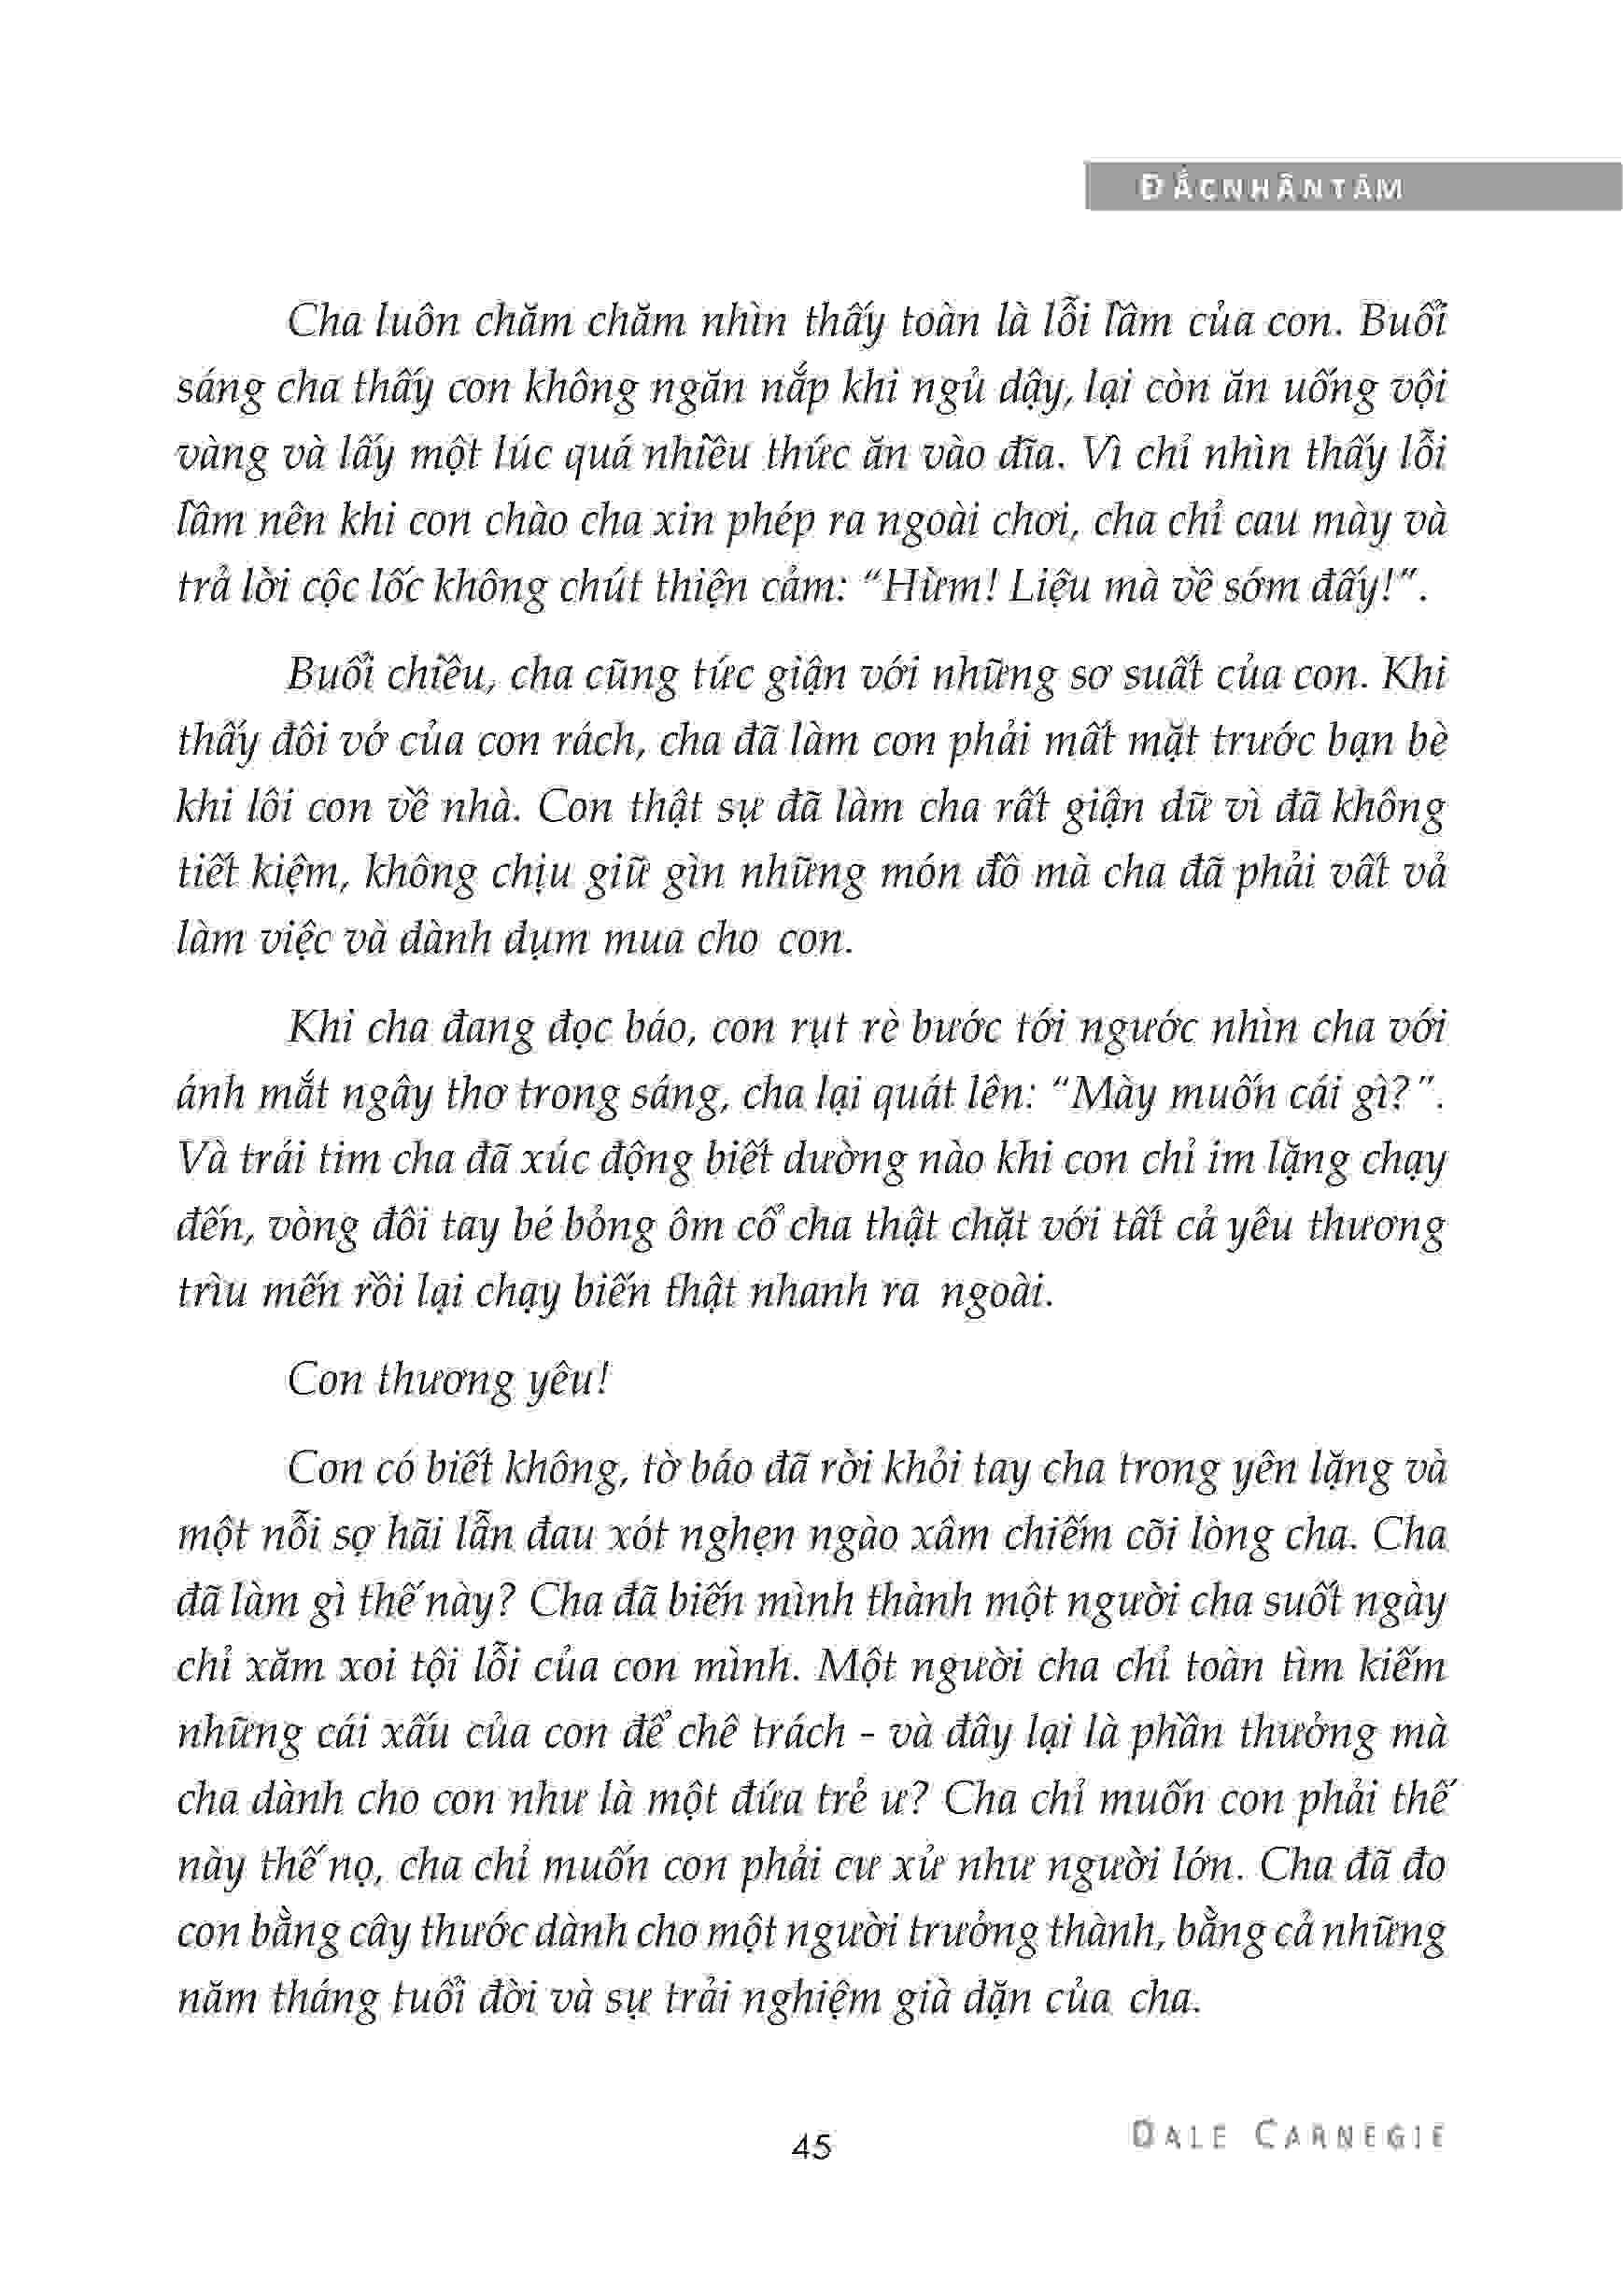 ĐẮCNHÂNTÂM
Cha luôn chăm chăm nhìn thấy toàn là lỗi lầm của con. Buổi
sáng cha thấy con không ngăn nắp khi ngủ dậy, lại còn ăn uống vội
vàng và lấy một lúc quá nhiều thức ăn vào đĩa. Vì chỉ nhìn thấy lỗi
lầm nên khi con chào cha xin phép ra ngoài chơi, cha chỉ cau mày và
trả lời cộc lốc không chút thiện cảm: “Hừm! Liệu mà về sớm đấy!”.
Buổi chiều, cha cũng tức giận với những sơ suất của con. Khi
thấy đôi vớ của con rách, cha đã làm con phải mất mặt trước bạn bè
khi lôi con về nhà. Con thật sự đã làm cha rất giận dữ vì đã không
tiết kiệm, không chịu giữ gìn những món đồ mà cha đã phải vất vả
làm việc và dành dụm mua cho con.
Khi cha đang đọc báo, con rụt rè bước tới ngước nhìn cha với
ánh mắt ngây thơ trong sáng, cha lại quát lên: “Mày muốn cái gì?”.
Và trái tim cha đã xúc động biết dường nào khi con chỉ im lặng chạy
đến, vòng đôi tay bé bỏng ôm cổ cha thật chặt với tất cả yêu thương
trìu mến rồi lại chạy biến thật nhanh ra ngoài.
Con thương yêu!
Con có biết không, tờ báo đã rời khỏi tay cha trong yên lặng và
một nỗi sợ hãi lẫn đau xót nghẹn ngào xâm chiếm cõi lòng cha. Cha
đã làm gì thế này? Cha đã biến mình thành một người cha suốt ngày
chỉ xăm xoi tội lỗi của con mình. Một người cha chỉ toàn tìm kiếm
những cái xấu của con để chê trách - và đây lại là phần thưởng mà
cha dành cho con như là một đứa trẻ ư? Cha chỉ muốn con phải thế
này thế nọ, cha chỉ muốn con phải cư xử như người lớn. Cha đã đo
con bằng cây thước dành cho một người trưởng thành, bằng cả những
năm tháng tuổi đời và sự trải nghiệm già dặn của cha.
45
DALE CARNEGIE